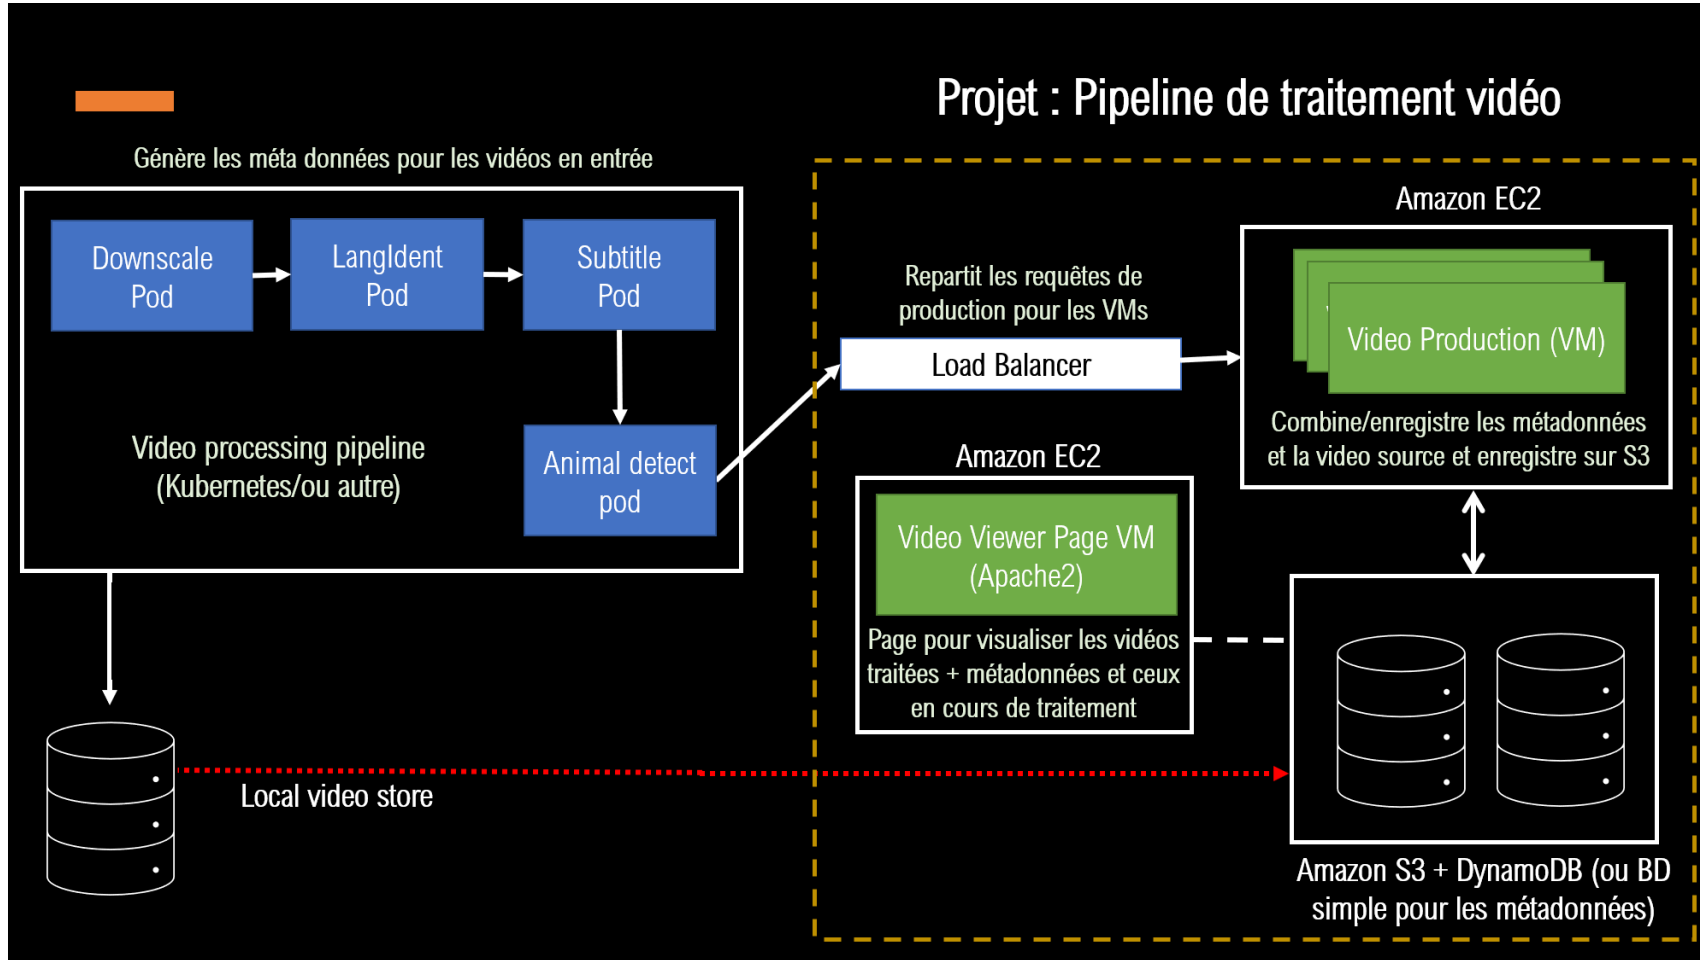 Projet : Pipeline de traitement vidéo
Génère les méta données pour les vidéos en entrée
Downscale
Pod
LangIdent
Pod
Subtitle
Pod
Animal detect
pod
Video processing pipeline
(Kubernetes/ou autre)
Local video store
Repartit les requêtes de
production pour les VMs
Load Balancer
Amazon EC2
Video Production (VM)
Combine/enregistre les métadonnées
et la video source et enregistre sur S3
Amazon EC2
Video Viewer Page VM
(Apache2)
Page pour visualiser les vidéos
traitées + métadonnées et ceux
en cours de traitement
Amazon S3 + DynamoDB (ou BD
simple pour les métadonnées)